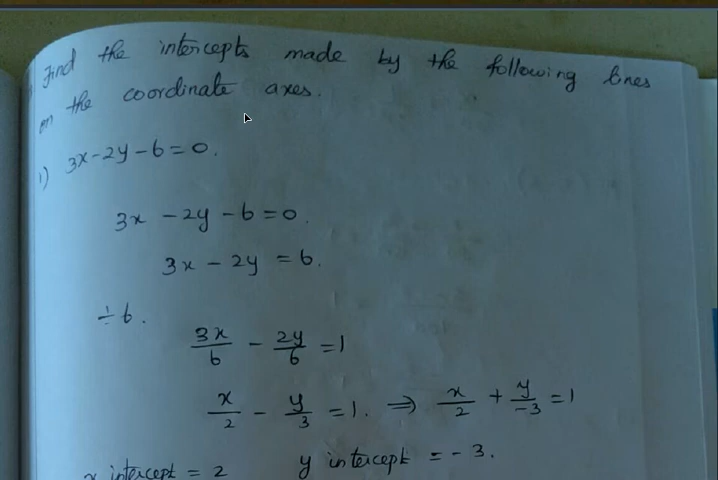 Find the intercepts made by the following lines
on the coordinate axes.
i) 3x-2y-6=0.
3x -2y -6 =0.
3x - 2y = 6.
÷6.
3x/6 - 2y/6 =1
x/2 - y/3 =1. ⇒ x/2 + y/-3 =1
x intercept = 2 y intercept = -3.